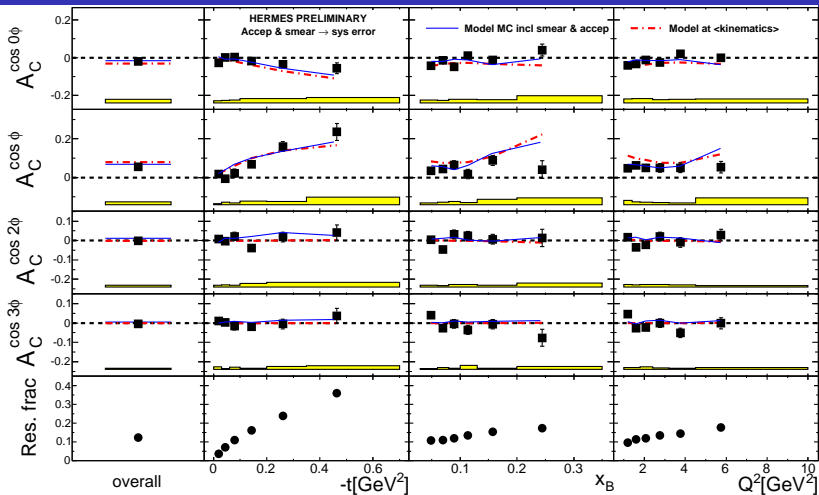 HERMES PRELIMINARY
Accep & smear → sys error
Model MC incl smear & accep
Model at <kinematics>
A_C^{cos 0ϕ}
0.2
0
-0.2
A_C^{cos ϕ}
0.2
0
A_C^{cos 2ϕ}
0.1
0
-0.1
-0.2
A_C^{cos 3ϕ}
0.1
0
-0.1
-0.2
Res. frac
0.4
0.3
0.2
0.1
0
overall
0 0.2 0.4 0.6
-t[GeV²]
0.1 0.2 0.3
x_B
2 4 6 8 10
Q²[GeV²]